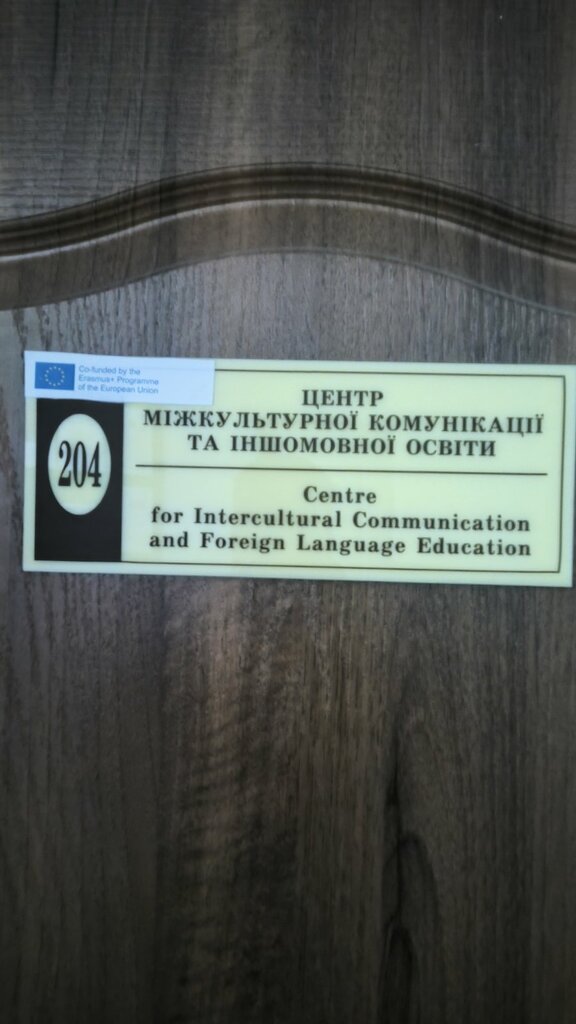 Co-funded by the
Erasmus+ Programme
of the European Union
204
ЦЕНТР
МІЖКУЛЬТУРНОЇ КОМУНІКАЦІЇ
ТА ІНШОМОВНОЇ ОСВІТИ
Centre
for Intercultural Communication
and Foreign Language Education